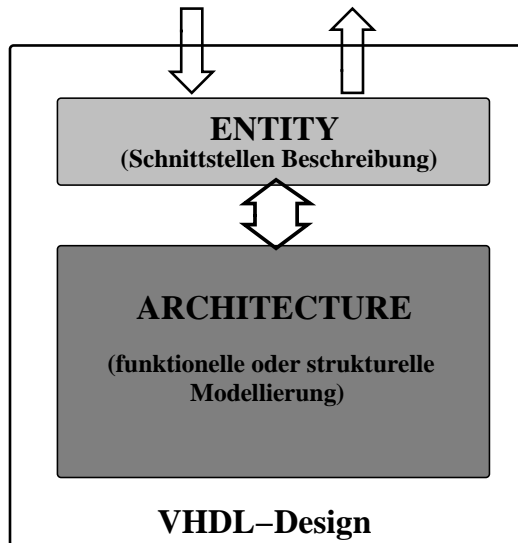 ENTITY
(Schnittstellen Beschreibung)
ARCHITECTURE
(funktionelle oder strukturelle
Modellierung)
VHDL–Design